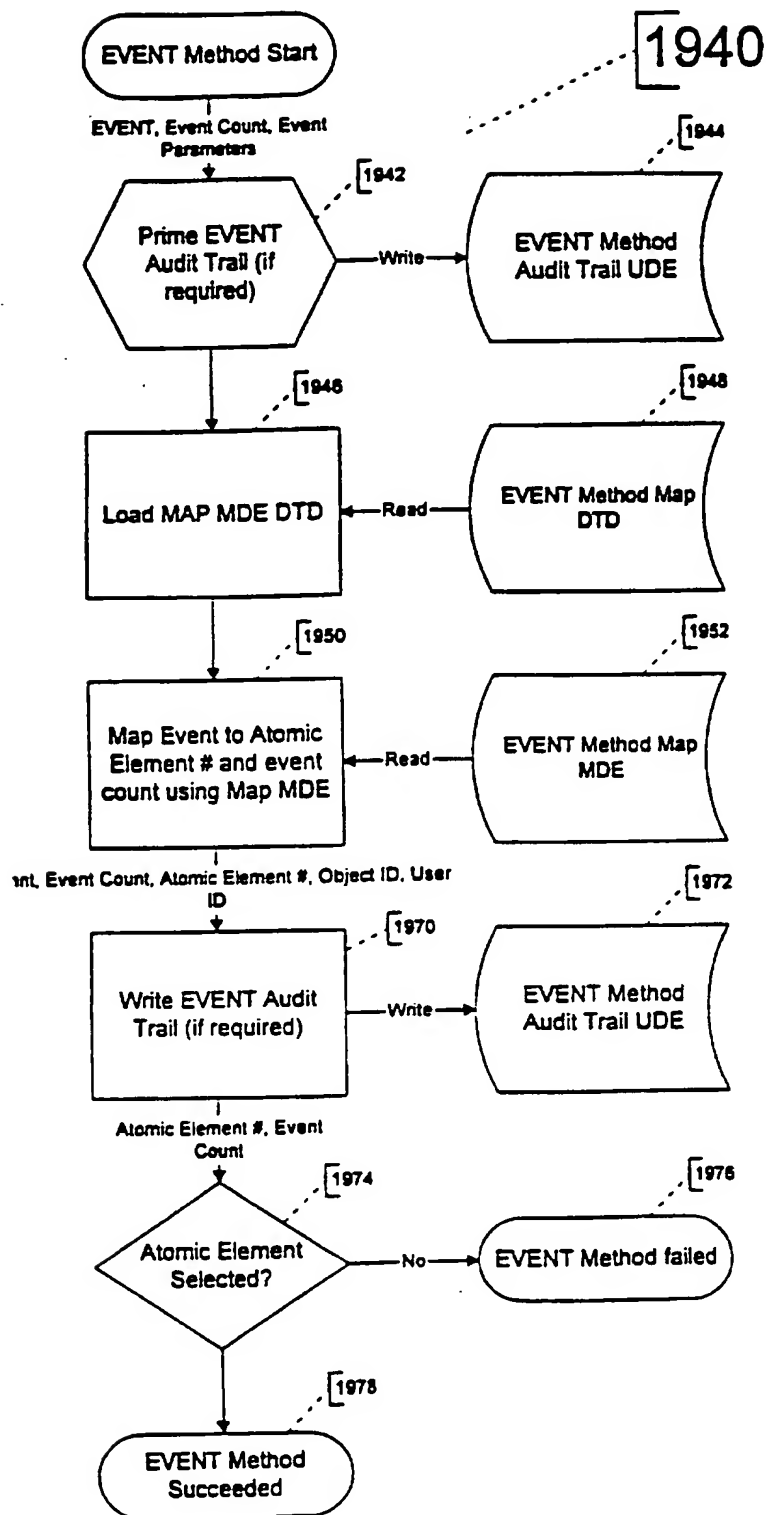 EVENT Method Start
1940
EVENT, Event Count, Event
Parameters
1942
1944
Prime EVENT
Audit Trail (if
required)
Write
EVENT Method
Audit Trail UDE
1946
1948
Load MAP MDE DTD
Read
EVENT Method Map
DTD
1950
1952
Map Event to Atomic
Element # and event
count using Map MDE
Read
EVENT Method Map
MDE
nt, Event Count, Atomic Element #, Object ID, User
ID
1970
1972
Write EVENT Audit
Trail (if required)
Write
EVENT Method
Audit Trail UDE
Atomic Element #, Event
Count
1974
1976
Atomic Element
Selected?
No
EVENT Method failed
1978
EVENT Method
Succeeded